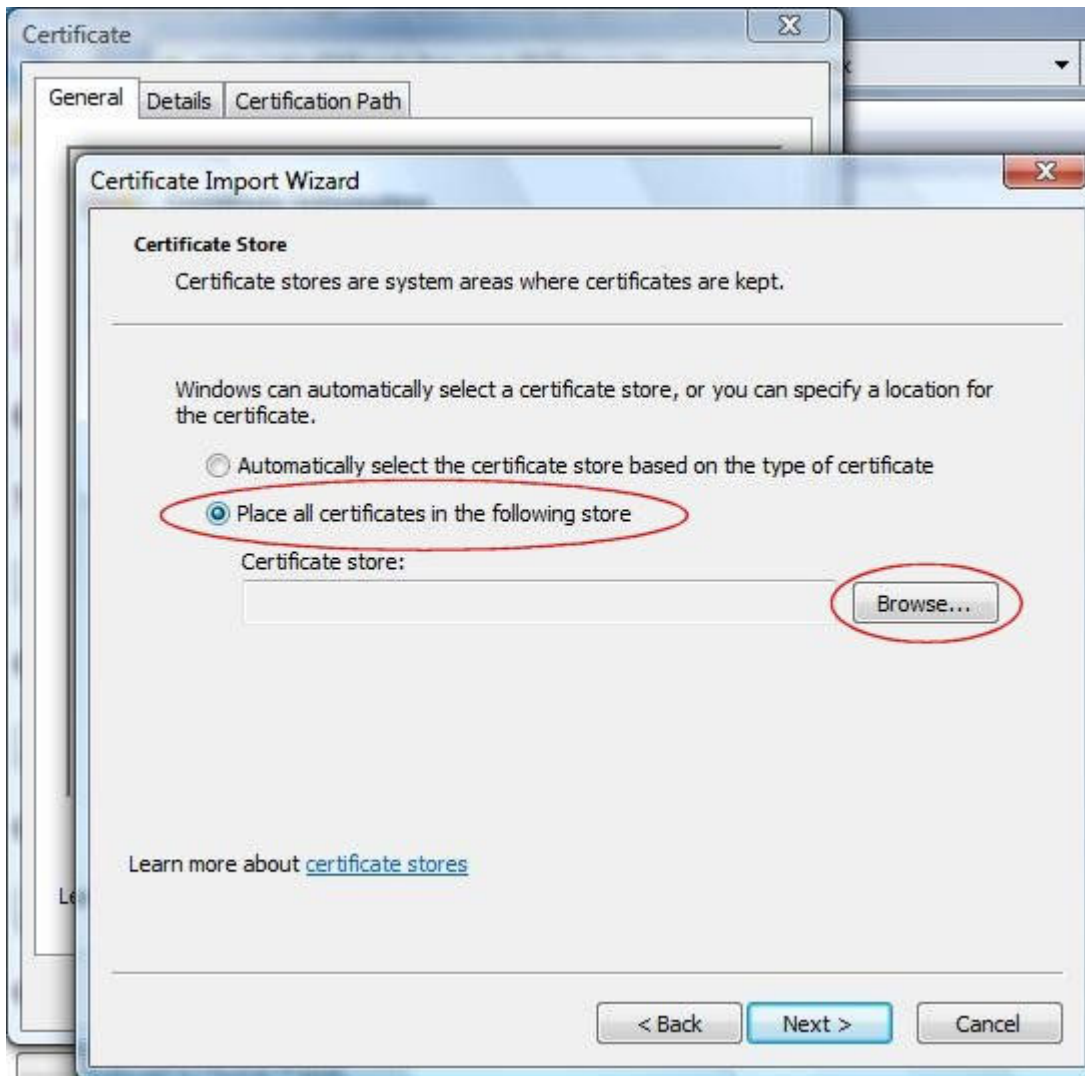 Certificate
General
Details
Certification Path
Certificate Import Wizard
Certificate Store
Certificate stores are system areas where certificates are kept.
Windows can automatically select a certificate store, or you can specify a location for
the certificate.
Automatically select the certificate store based on the type of certificate
Place all certificates in the following store
Certificate store:
Browse...
Learn more about certificate stores
< Back
Next >
Cancel